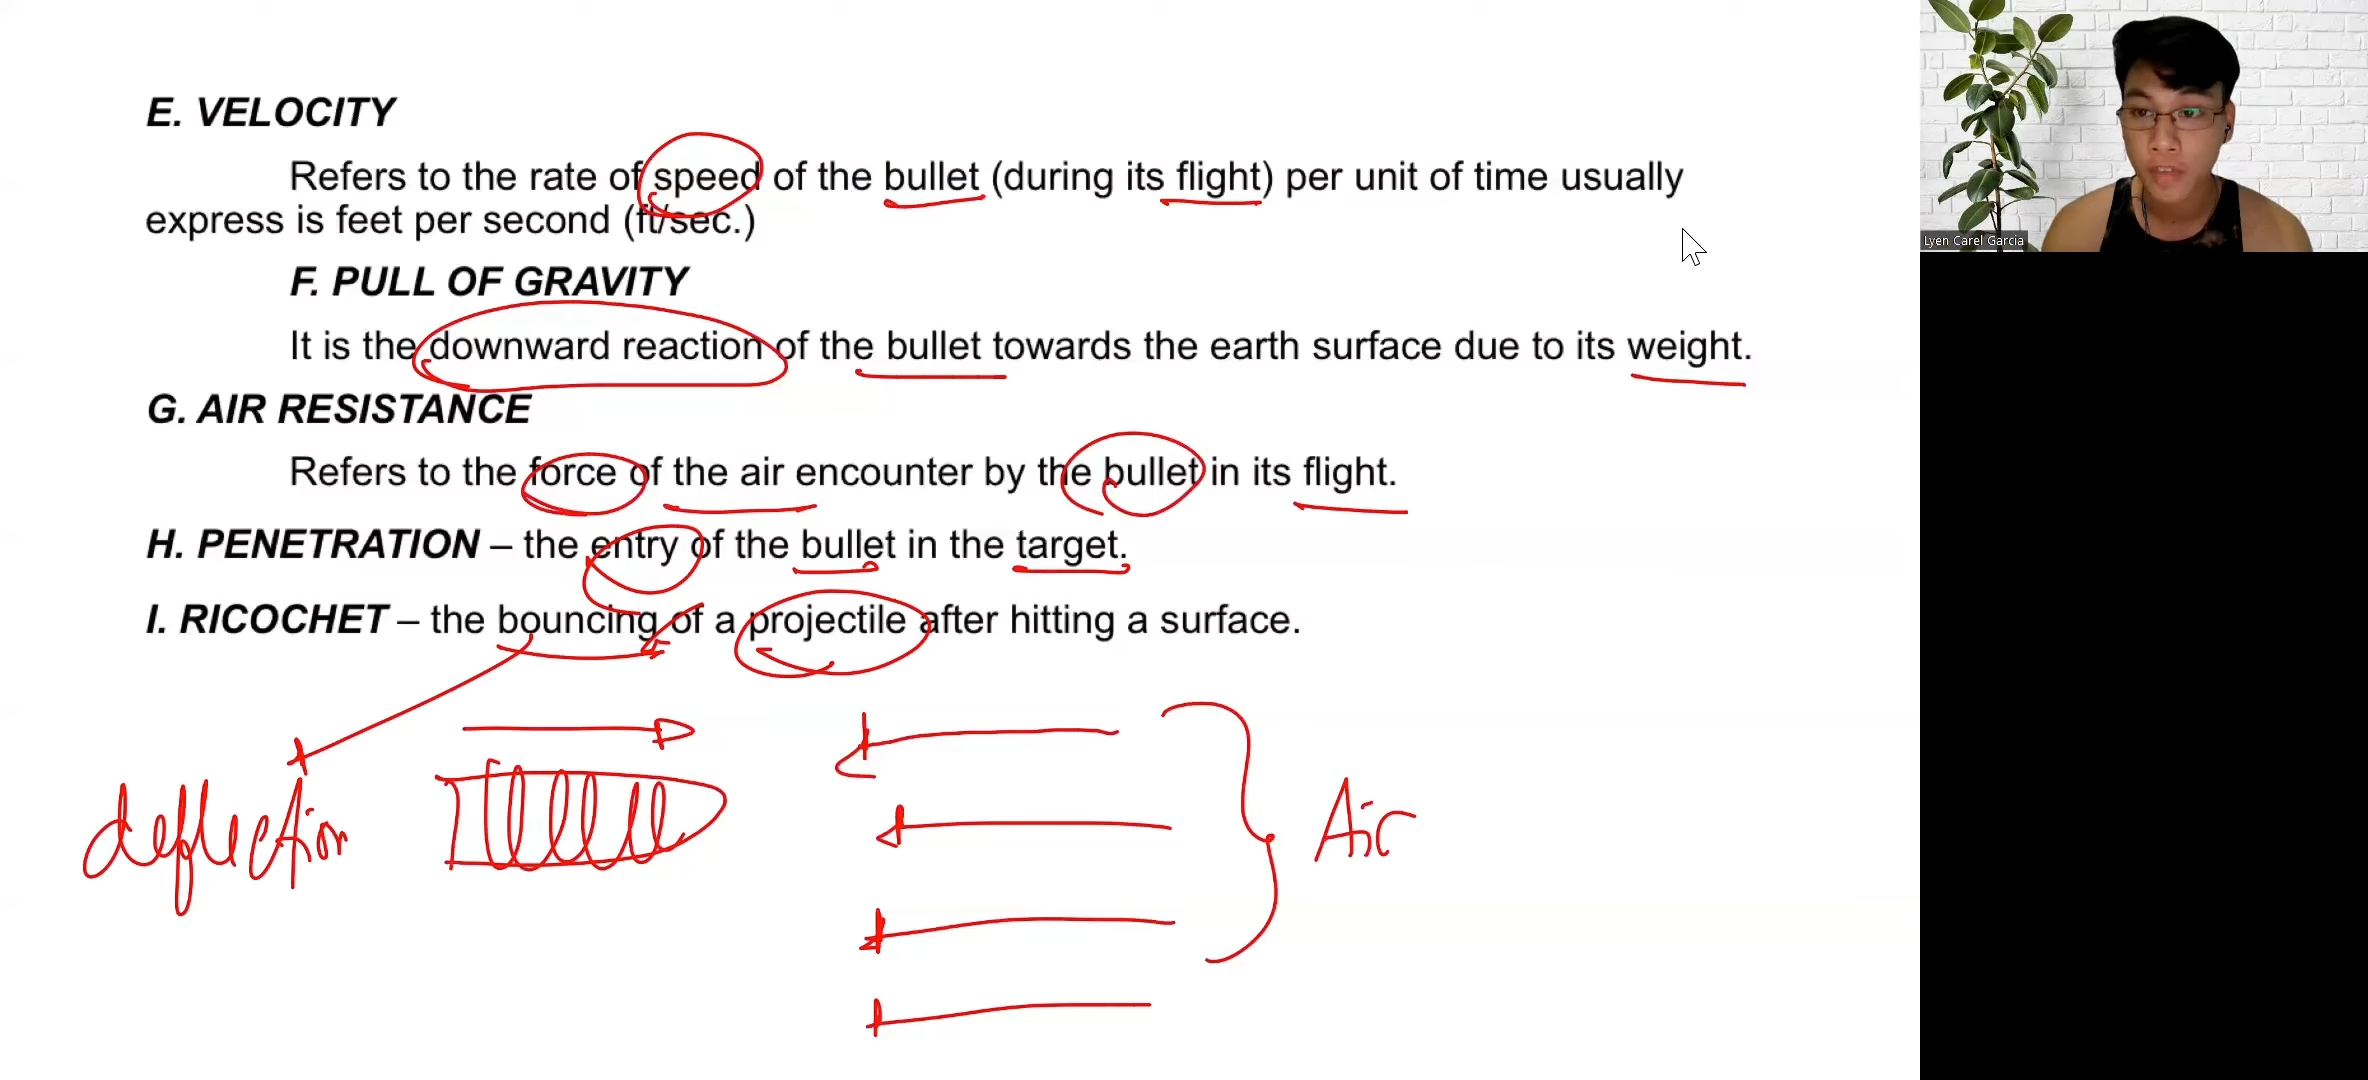 E. VELOCITY
Refers to the rate of speed of the bullet (during its flight) per unit of time usually
express is feet per second (ft/sec.)
F. PULL OF GRAVITY
It is the downward reaction of the bullet towards the earth surface due to its weight.
G. AIR RESISTANCE
Refers to the force of the air encounter by the bullet in its flight.
H. PENETRATION – the entry of the bullet in the target.
I. RICOCHET – the bouncing of a projectile after hitting a surface.
deflection
Air
Lyen Carel Garcia